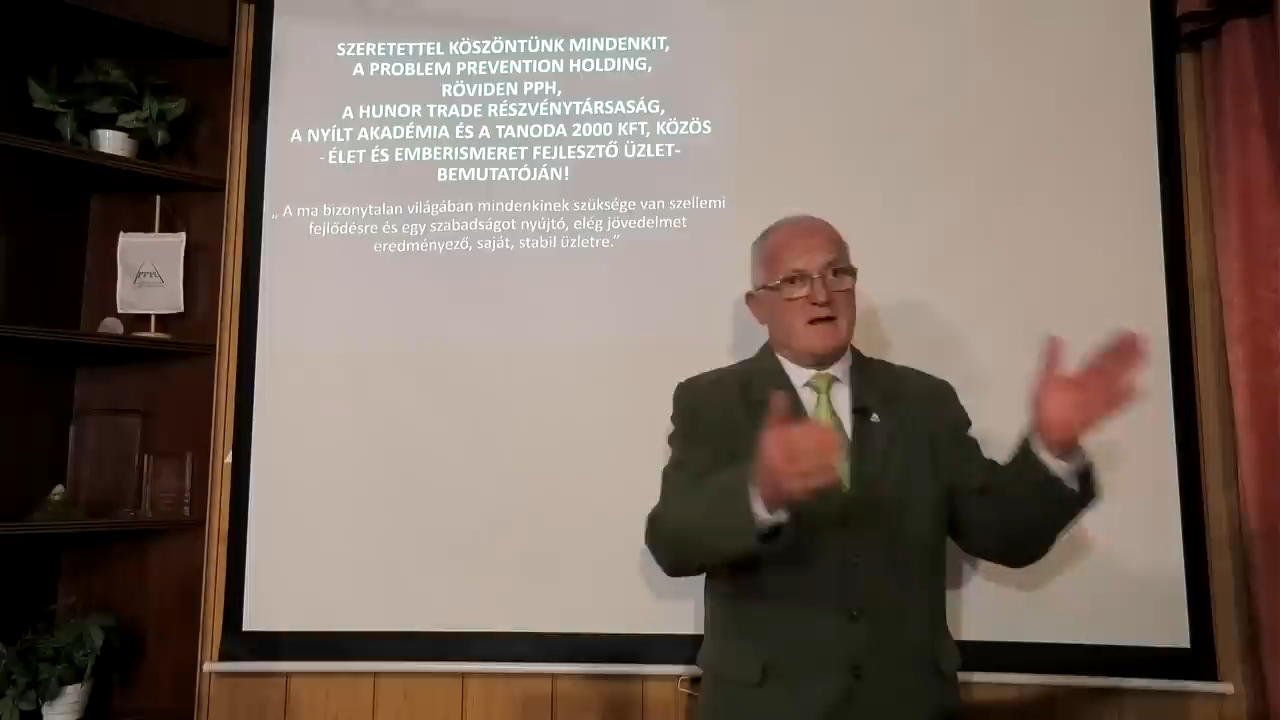 SZERETETTEL KÖSZÖNTÜNK MINDENKIT,
A PROBLEM PREVENTION HOLDING,
RÖVIDEN PPH,
A HUNOR TRADE RÉSZVÉNYTÁRSASÁG,
A NYÍLT AKADÉMIA ÉS A TANODA 2000 KFT, KÖZÖS
- ÉLET ÉS EMBERISMERET FEJLESZTŐ ÜZLET-
BEMUTATÓJÁN!
„ A ma bizonytalan világában mindenkinek szüksége van szellemi
fejlődésre és egy szabadságot nyújtó, elég jövedelmet
eredményező, saját, stabil üzletre.”